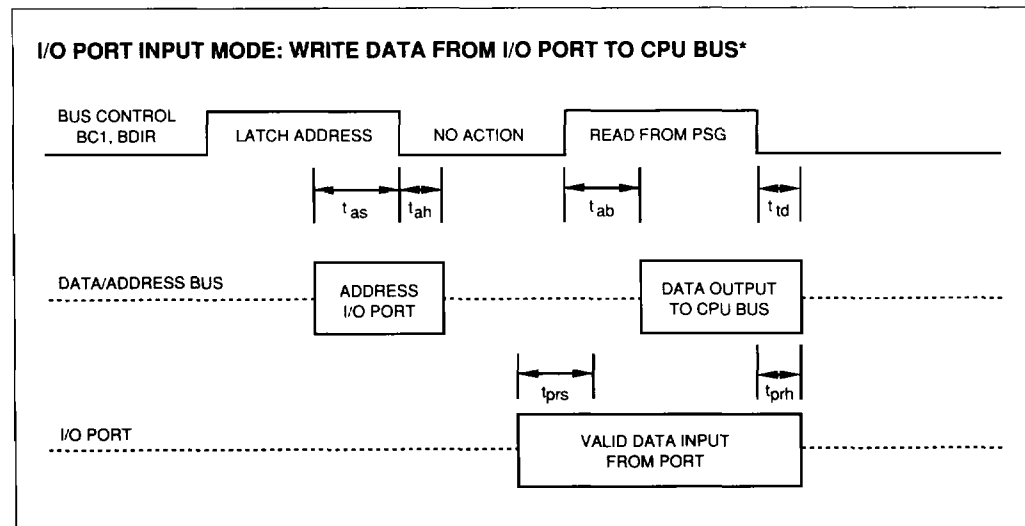 I/O PORT INPUT MODE: WRITE DATA FROM I/O PORT TO CPU BUS*
BUS CONTROL
BC1, BDIR
LATCH ADDRESS
NO ACTION
READ FROM PSG
t as
t ah
t ab
t td
DATA/ADDRESS BUS
ADDRESS
I/O PORT
DATA OUTPUT
TO CPU BUS
t prs
t prh
I/O PORT
VALID DATA INPUT
FROM PORT